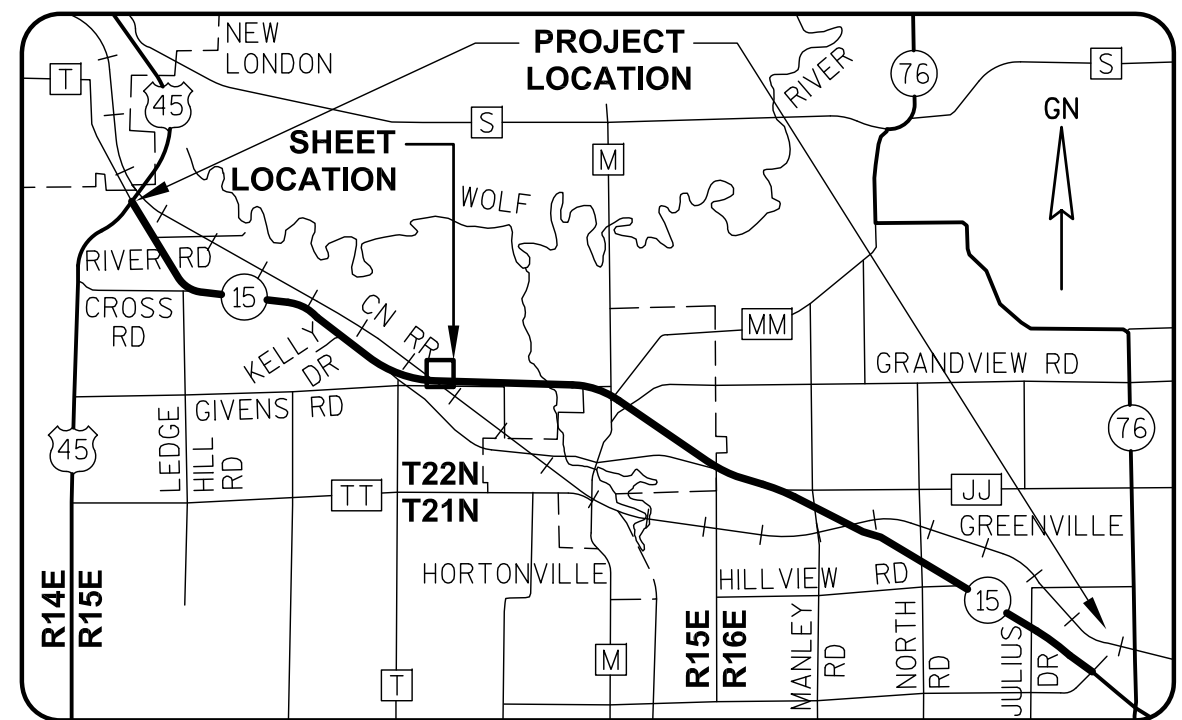 NEW
LONDON
PROJECT
LOCATION
RIVER
76
S
T
45
S
M
GN
SHEET
LOCATION
WOLF
RIVER RD
CROSS
RD
15
CN RR
KELLY
DR
MM
GRANDVIEW RD
GIVENS RD
LEDGE
HILL
RD
45
76
T22N
T21N
TT
JJ
GREENVILLE
HORTONVILLE
HILLVIEW RD
R14E
R15E
R15E
R16E
MANLEY
RD
NORTH
RD
15
JULIUS
DR
M
T